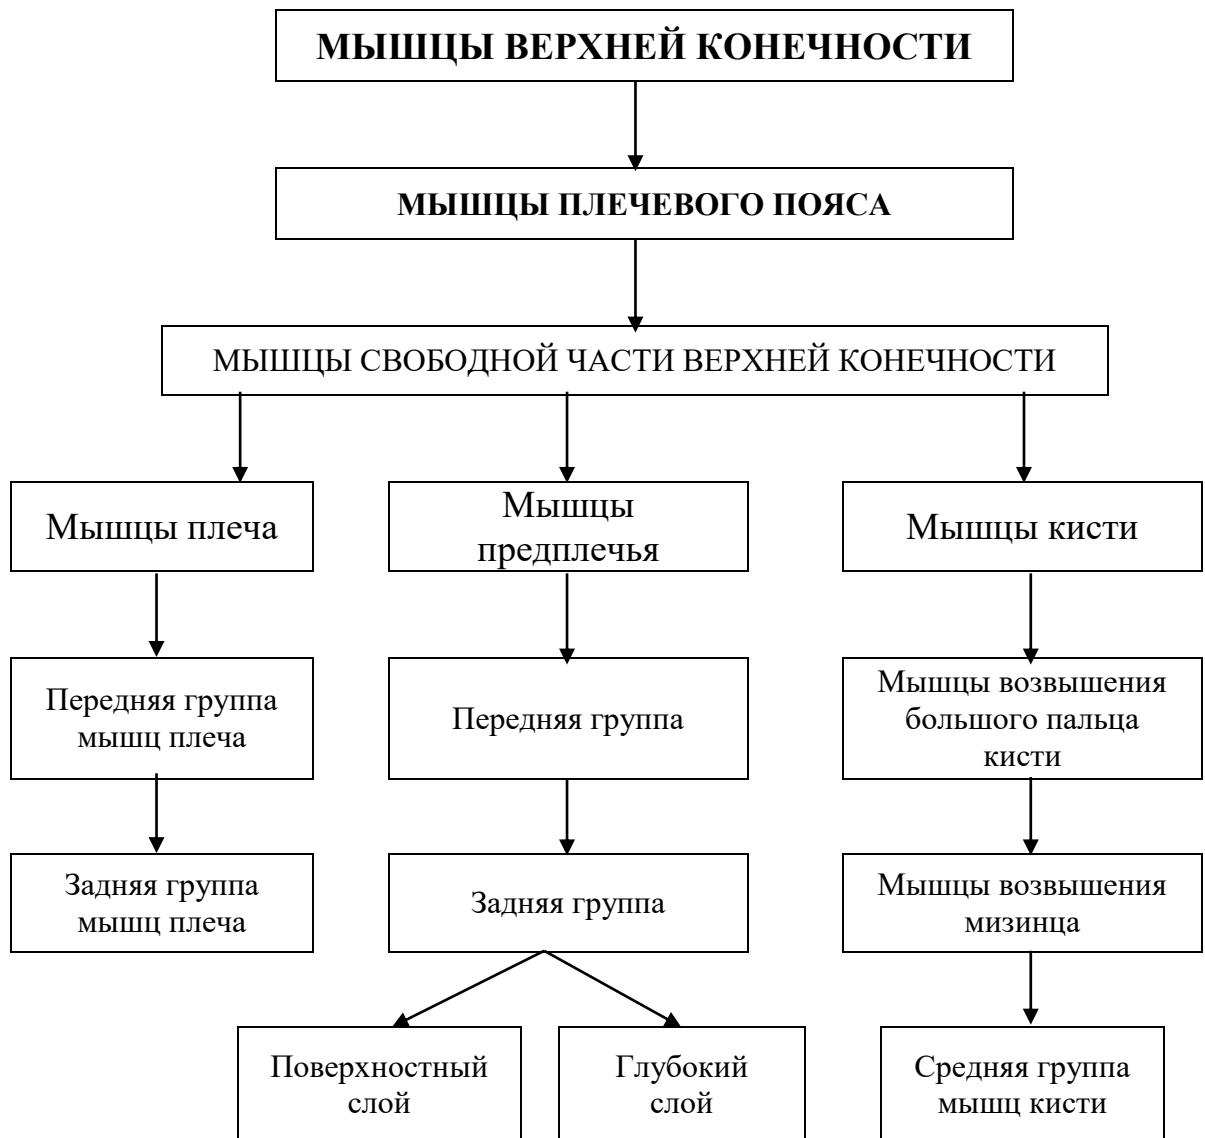 МЫШЦЫ ВЕРХНЕЙ КОНЕЧНОСТИ
МЫШЦЫ ПЛЕЧЕВОГО ПОЯСА
МЫШЦЫ СВОБОДНОЙ ЧАСТИ ВЕРХНЕЙ КОНЕЧНОСТИ
Мышцы плеча
Мышцы
предплечья
Мышцы кисти
Передняя группа
мышц плеча
Передняя группа
Мышцы возвышения
большого пальца
кисти
Задняя группа
мышц плеча
Задняя группа
Мышцы возвышения
мизинца
Поверхностный
слой
Глубокий
слой
Средняя группа
мышц кисти